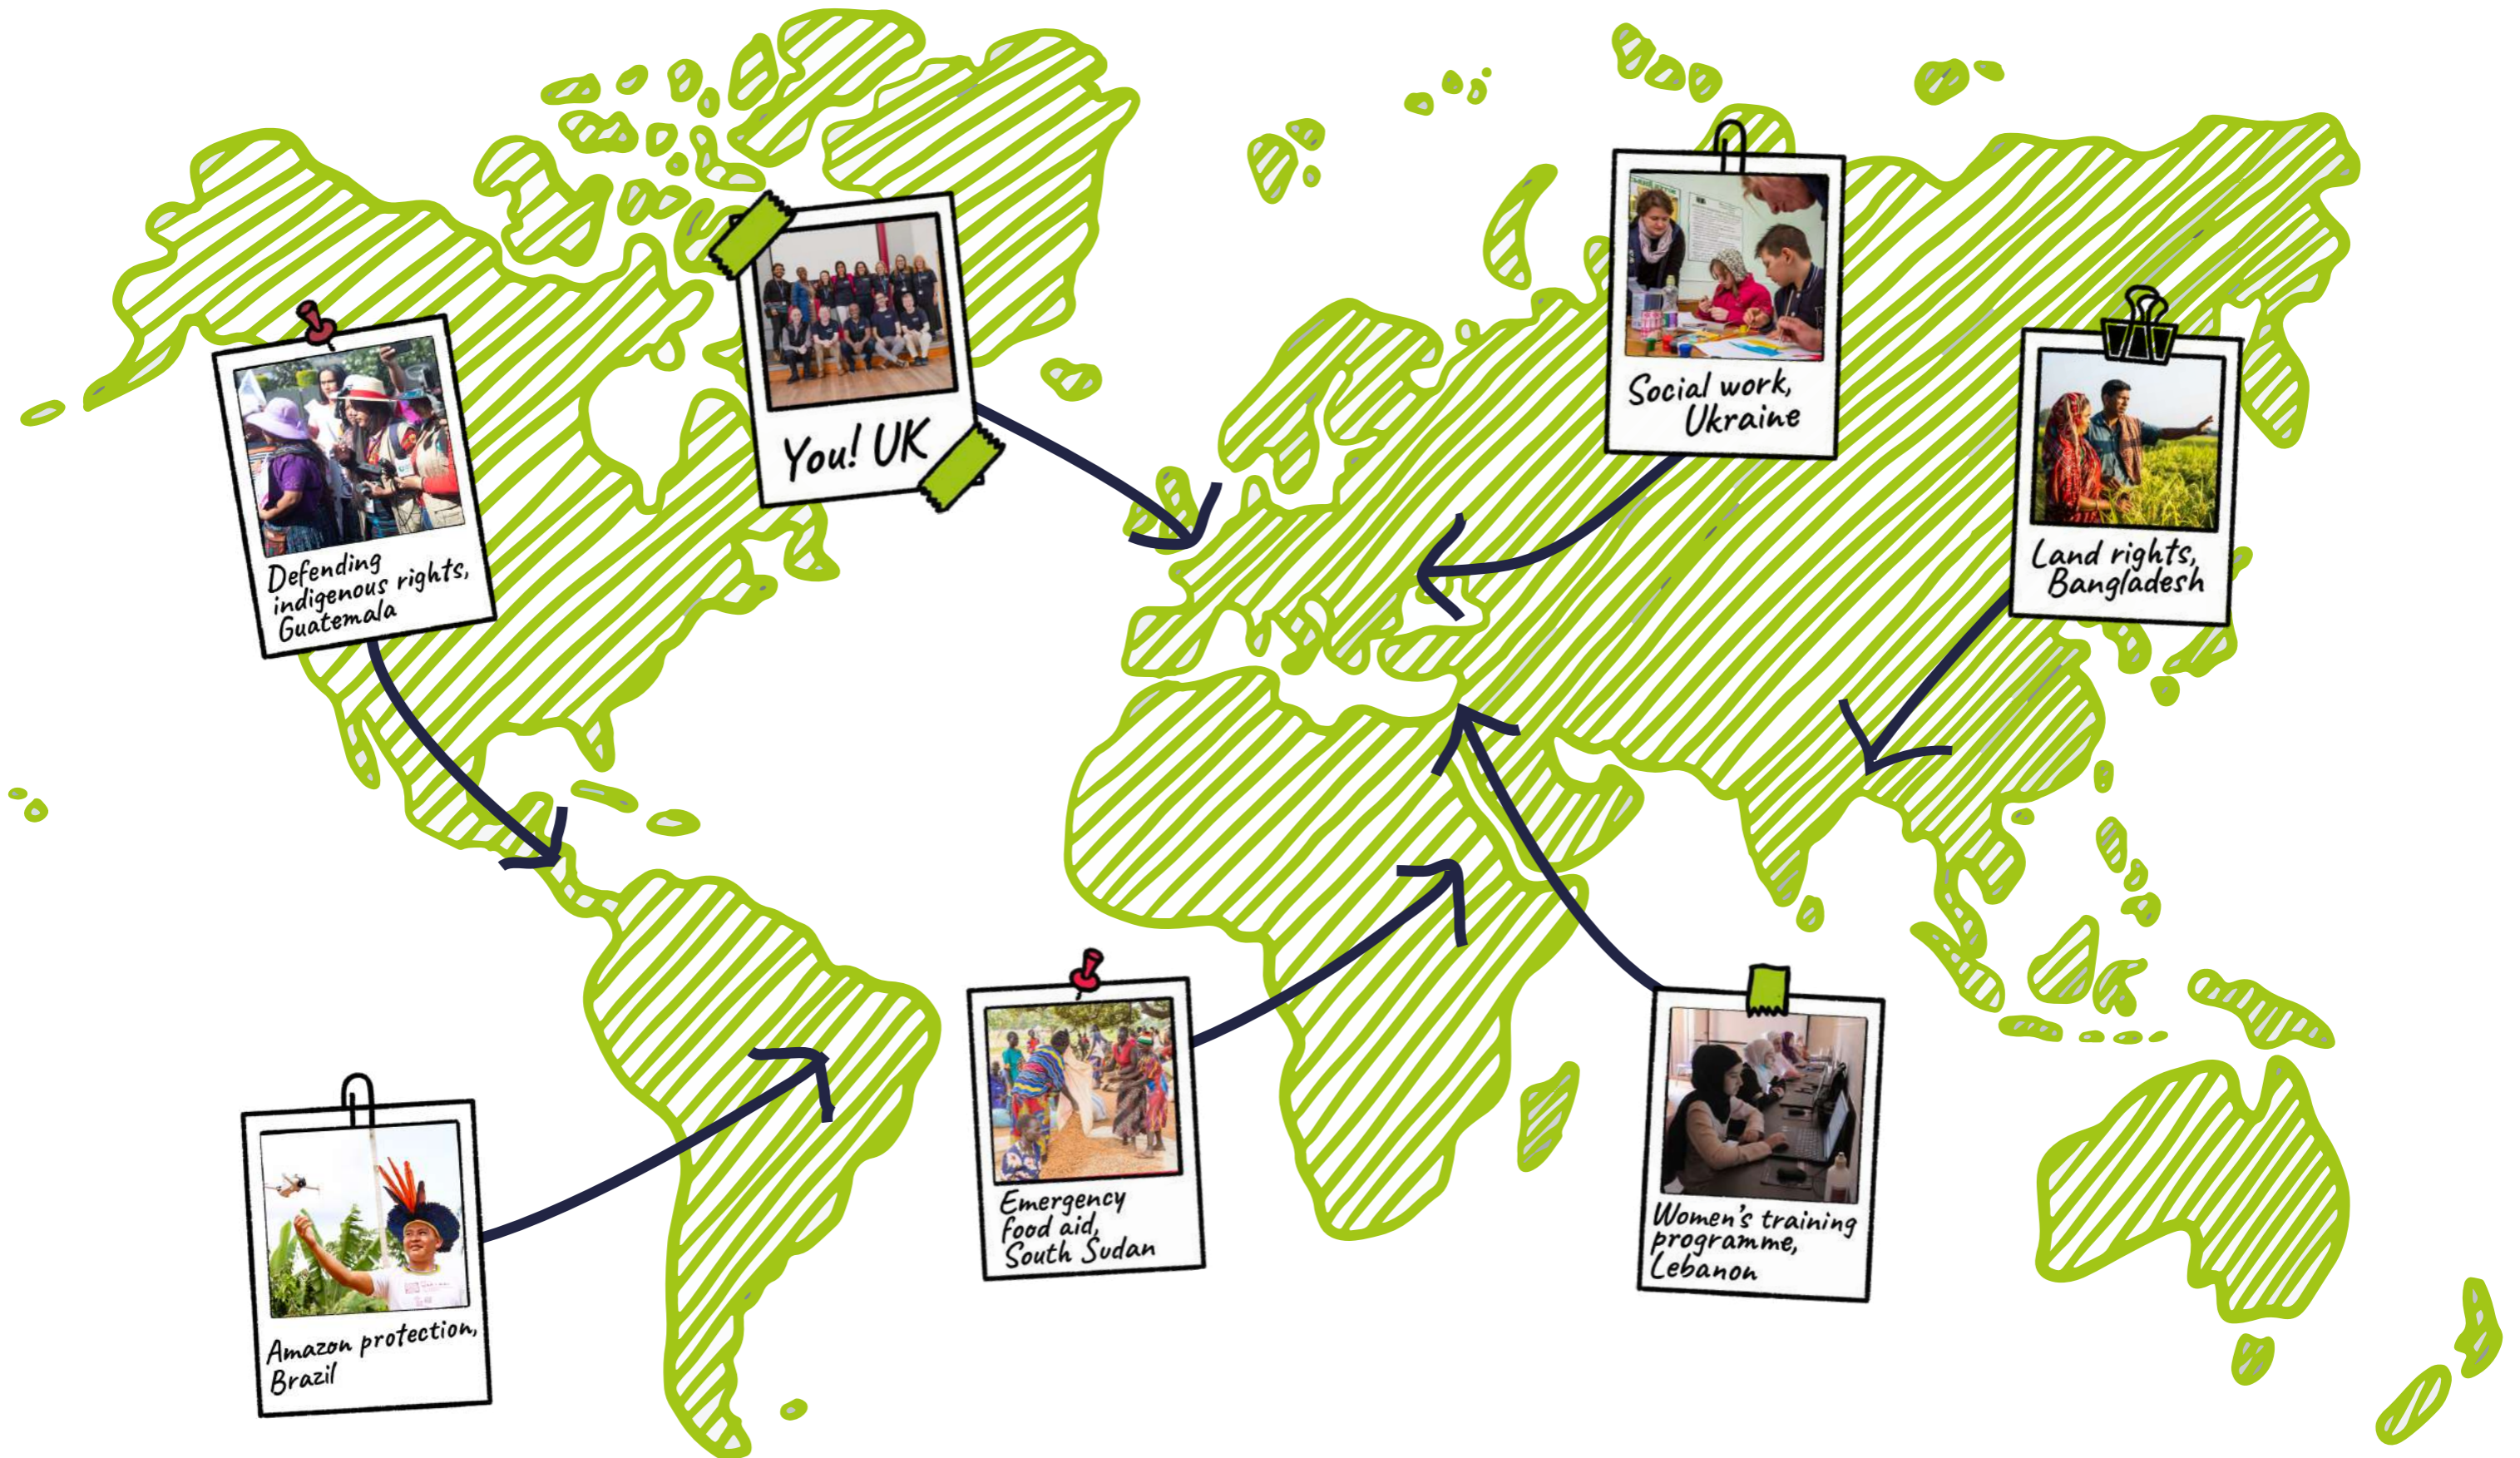 You! UK
Social work,
Ukraine
Defending
indigenous rights,
Guatemala
Land rights,
Bangladesh
Amazon protection,
Brazil
Emergency
food aid,
South Sudan
Women's training
programme,
Lebanon